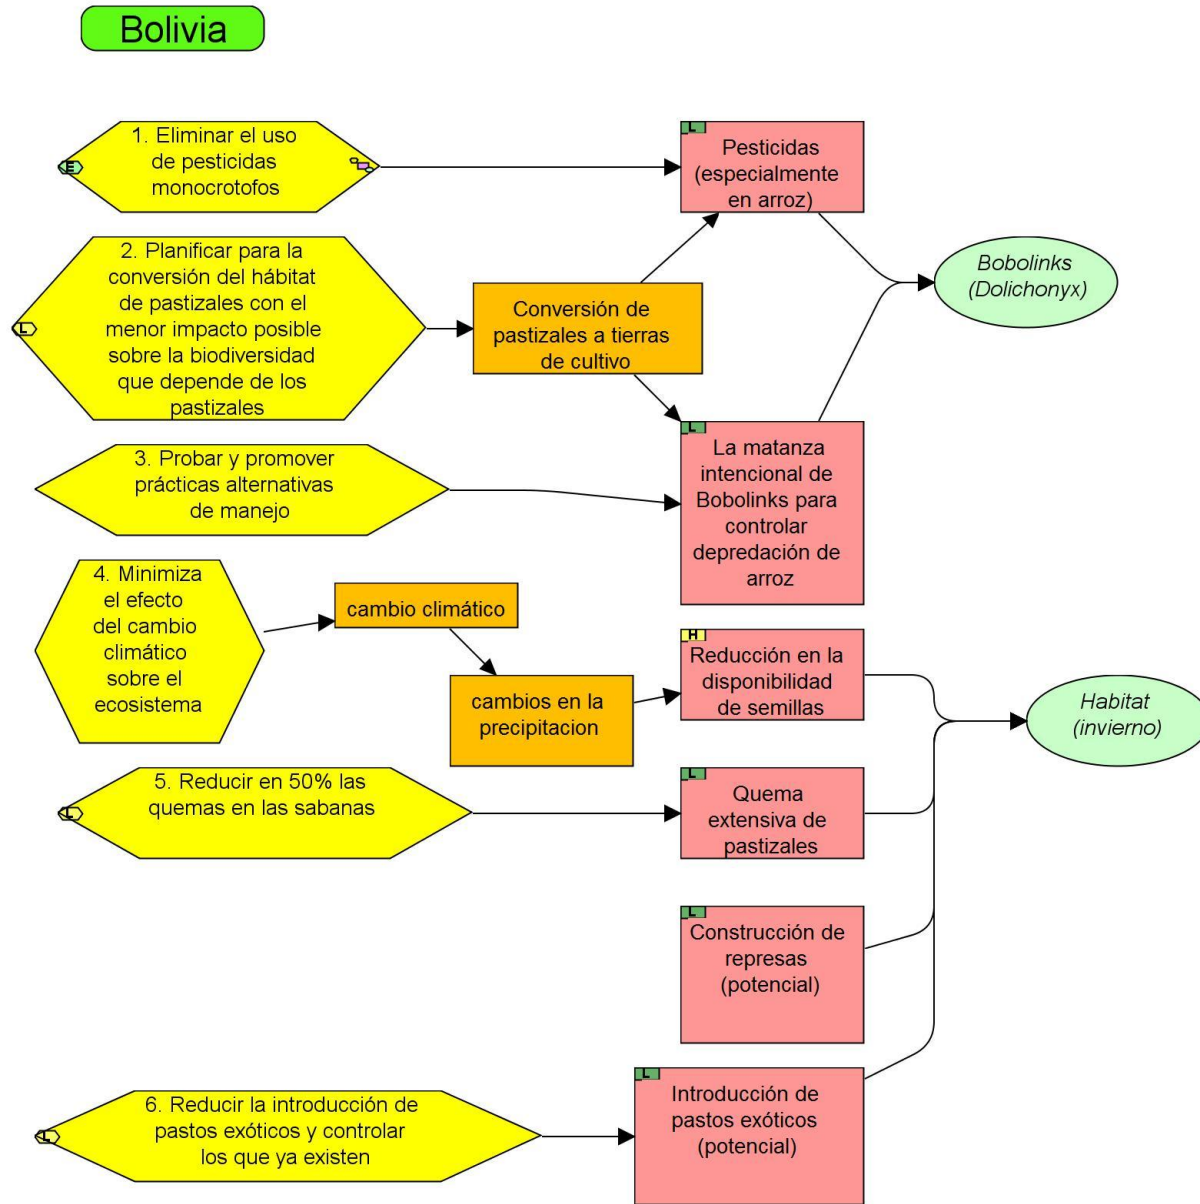 Bolivia
1. Eliminar el uso
de pesticidas
monocrotofos
E
L
Pesticidas
(especialmente
en arroz)
Bobolinks
(Dolichonyx)
2. Planificar para la
conversión del hábitat
de pastizales con el
menor impacto posible
sobre la biodiversidad
que depende de los
pastizales
L
Conversión de
pastizales a tierras
de cultivo
3. Probar y promover
prácticas alternativas
de manejo
L
La matanza
intencional de
Bobolinks para
controlar
depredación de
arroz
4. Minimiza
el efecto
del cambio
climático
sobre el
ecosistema
cambio climático
cambios en la
precipitacion
H
Reducción en la
disponibilidad
de semillas
Habitat
(invierno)
5. Reducir en 50% las
quemas en las sabanas
L
L
Quema
extensiva de
pastizales
L
Construcción de
represas
(potencial)
6. Reducir la introducción de
pastos exóticos y controlar
los que ya existen
L
L
Introducción de
pastos exóticos
(potencial)